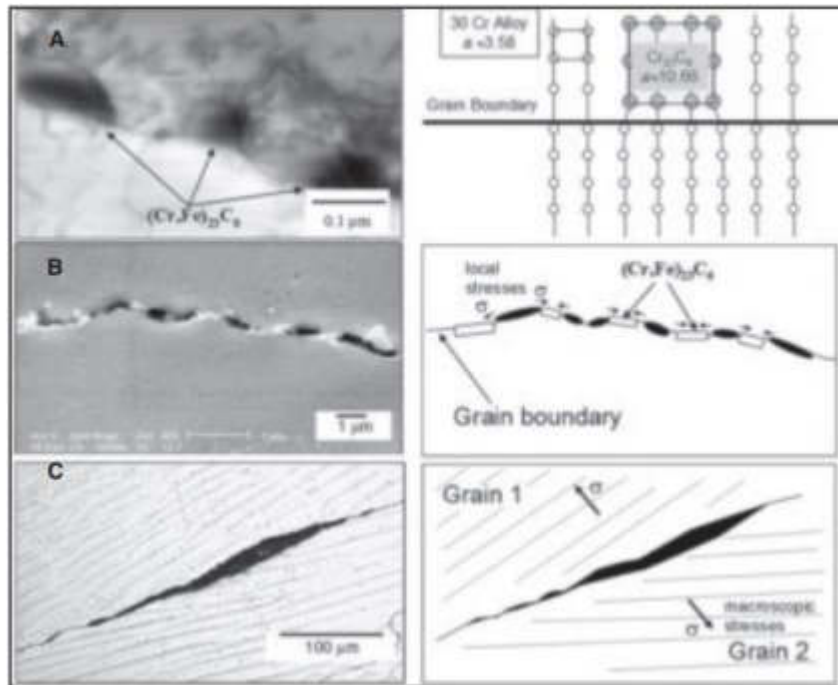 A
(Cr,Fe)₂₃C₆
0.1 µm
30 Cr Alloy
a =3.58
Cr₂₃C₆
a=10.65
Grain Boundary
B
1 µm
local
stresses
σ
σ
(Cr,Fe)₂₃C₆
Grain boundary
C
100 µm
Grain 1
σ
macroscopic
stresses
σ
Grain 2